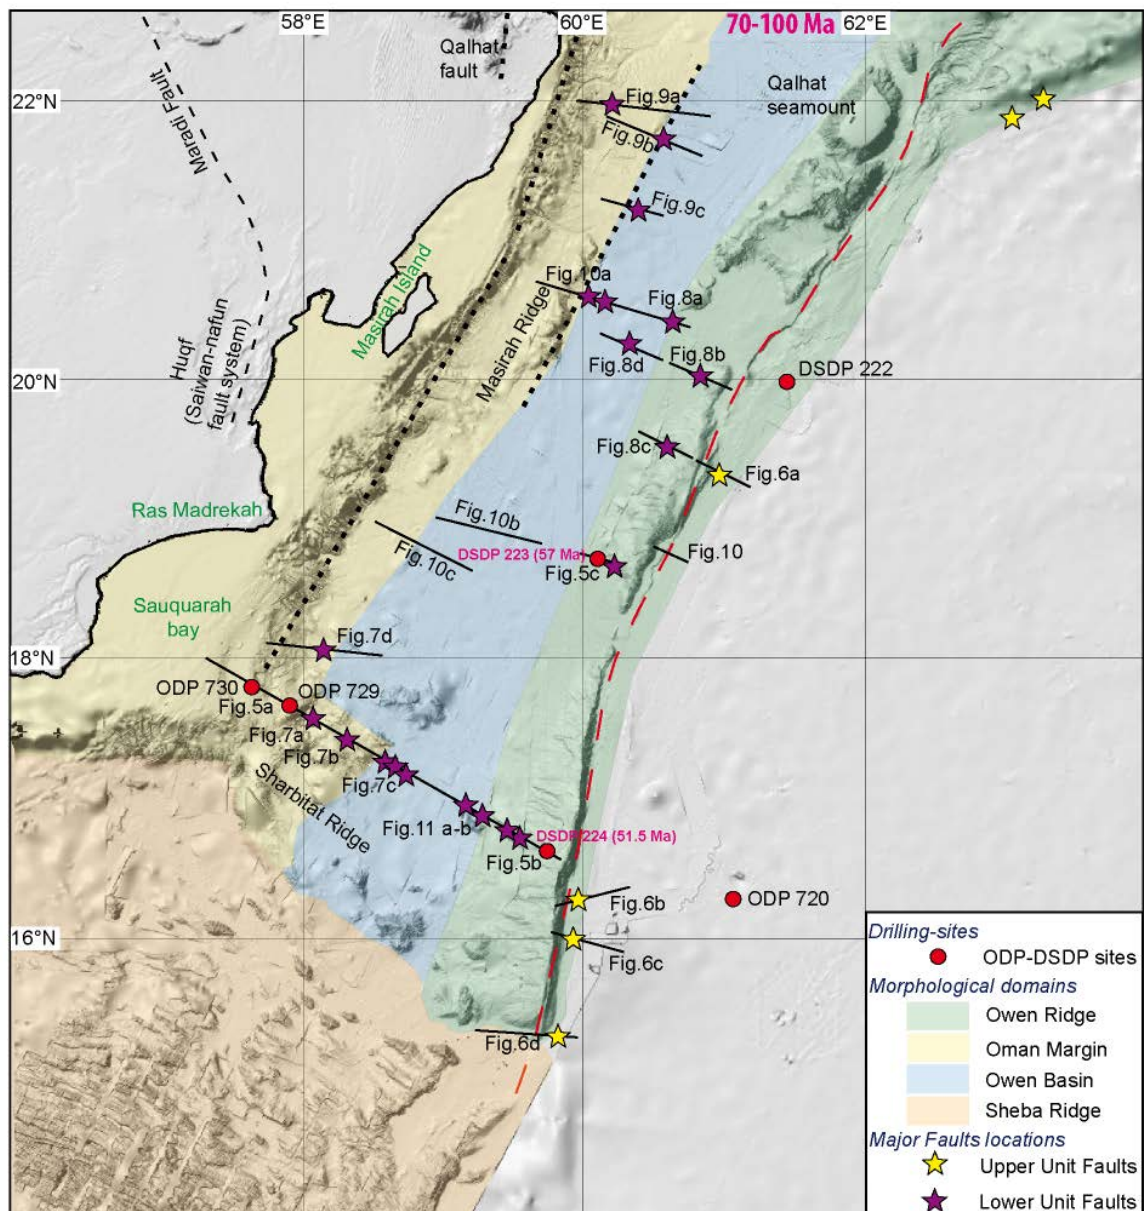 58°E
60°E
70-100 Ma
62°E
Maradi Fault
Qalhat
fault
Qalhat
seamount
22°N
Fig.9a
Fig.9b
Fig.9c
Masirah Island
Fig.10a
Fig.8a
Masirah Ridge
Huqf
(Saiwan-nafun
fault system)
Fig.8d
Fig.8b
20°N
DSDP 222
Fig.8c
Fig.6a
Ras Madrekah
Fig.10b
Fig.10c
DSDP 223 (57 Ma)
Fig.5c
Fig.10
Sauquarah
bay
Fig.7d
18°N
ODP 730
ODP 729
Fig.5a
Fig.7a
Fig.7b
Fig.7c
Sharbitat Ridge
Fig.11 a-b
DSDP 224 (51.5 Ma)
Fig.5b
Fig.6b
ODP 720
16°N
Fig.6c
Fig.6d
Drilling-sites
ODP-DSDP sites
Morphological domains
Owen Ridge
Oman Margin
Owen Basin
Sheba Ridge
Major Faults locations
Upper Unit Faults
Lower Unit Faults